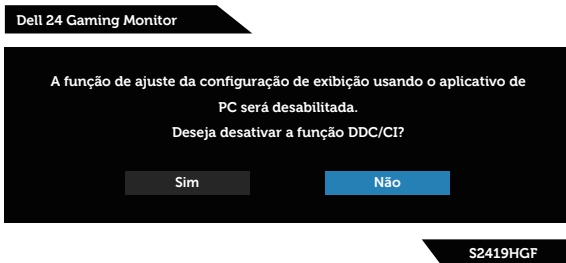 Dell 24 Gaming Monitor
A função de ajuste da configuração de exibição usando o aplicativo de
PC será desabilitada.
Deseja desativar a função DDC/CI?
Sim Não
S2419HGF